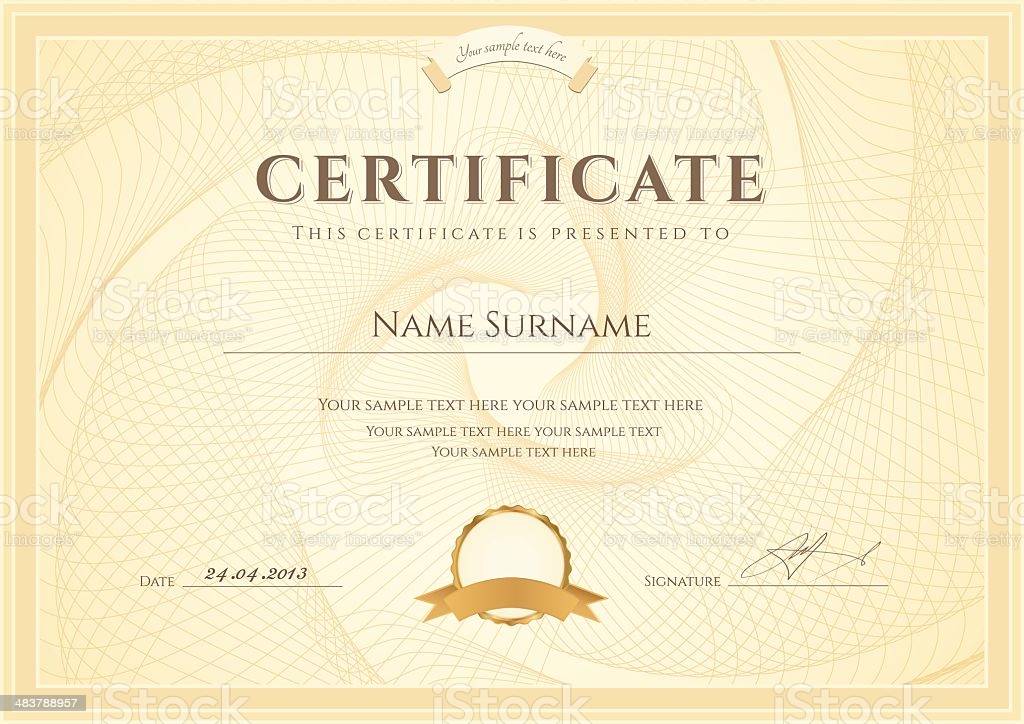 Your sample text here
CERTIFICATE
THIS CERTIFICATE IS PRESENTED TO
NAME SURNAME
YOUR SAMPLE TEXT HERE YOUR SAMPLE TEXT HERE
YOUR SAMPLE TEXT HERE YOUR SAMPLE TEXT
YOUR SAMPLE TEXT HERE
DATE 24.04.2013 SIGNATURE
iStock
by Getty Images™
483788957